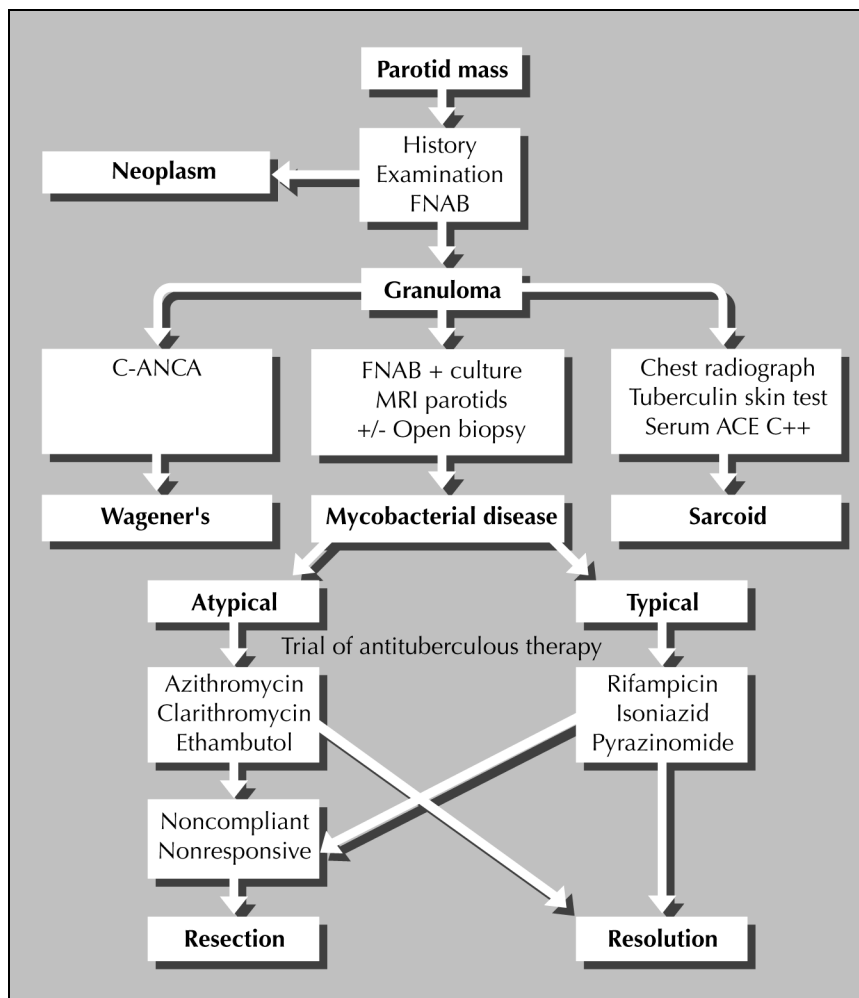 Parotid mass
History
Examination
FNAB
Neoplasm
Granuloma
C-ANCA
FNAB + culture
MRI parotids
+/- Open biopsy
Chest radiograph
Tuberculin skin test
Serum ACE C++
Wagener's
Mycobacterial disease
Sarcoid
Atypical
Typical
Trial of antituberculous therapy
Azithromycin
Clarithromycin
Ethambutol
Rifampicin
Isoniazid
Pyrazinomide
Noncompliant
Nonresponsive
Resection
Resolution